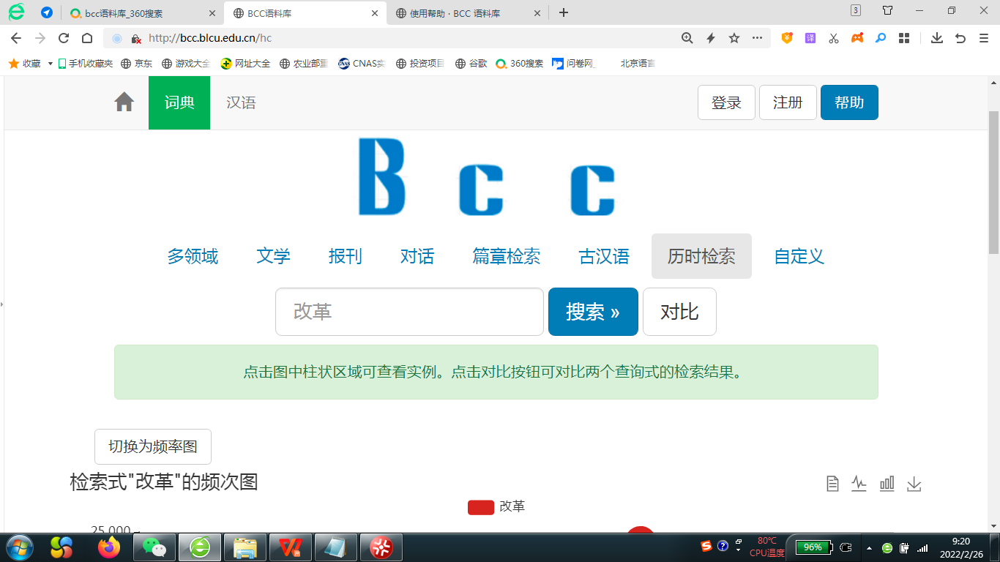 bcc语料库_360搜索
BCC语料库
使用帮助 · BCC 语料库
3
http://bcc.blcu.edu.cn/hc
译
收藏
手机收藏夹
京东
游戏大全
网址大全
农业部重
CNAS实
投资项目
谷歌
360搜索
问卷网_
北京语言
词典
汉语
登录
注册
帮助
Bcc
多领域
文学
报刊
对话
篇章检索
古汉语
历时检索
自定义
改革
搜索 »
对比
点击图中柱状区域可查看实例。点击对比按钮可对比两个查询式的检索结果。
切换为频率图
检索式"改革"的频次图
改革
25,000
80℃
CPU温度
96%
9:20
2022/2/26